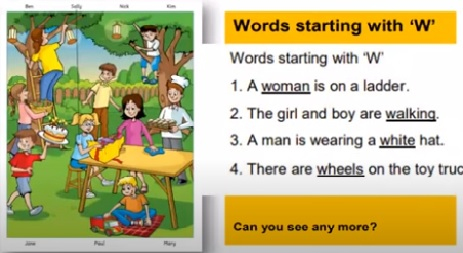 Ben Sally Nick Kim
Jane Paul Mary
Words starting with ‘W’
Words starting with ‘W’
1. A woman is on a ladder.
2. The girl and boy are walking.
3. A man is wearing a white hat.
4. There are wheels on the toy truc
Can you see any more?